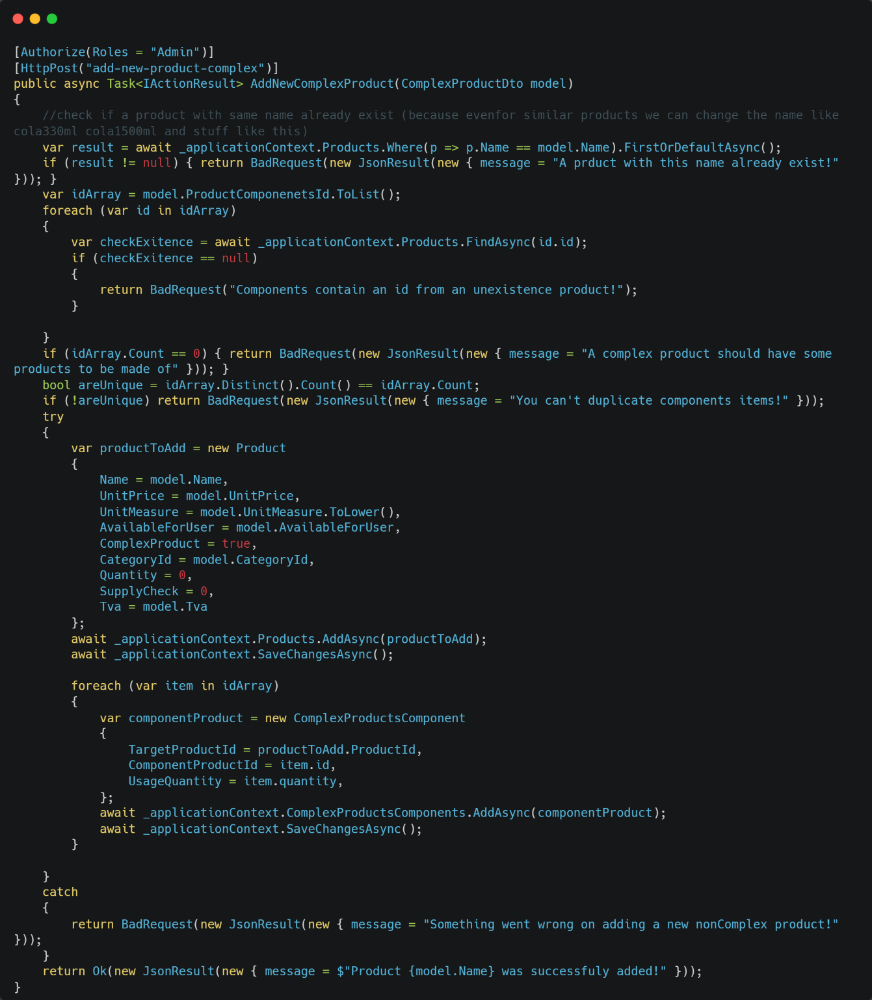 [Authorize(Roles = "Admin")]
[HttpPost("add-new-product-complex")]
public async Task<IActionResult> AddNewComplexProduct(ComplexProductDto model)
{
    //check if a product with same name already exist (because evenfor similar products we can change the name like
cola330ml cola1500ml and stuff like this)
    var result = await _applicationContext.Products.Where(p => p.Name == model.Name).FirstOrDefaultAsync();
    if (result != null) { return BadRequest(new JsonResult(new { message = "A prduct with this name already exist!"
})); }
    var idArray = model.ProductComponenetsId.ToList();
    foreach (var id in idArray)
    {
        var checkExitence = await _applicationContext.Products.FindAsync(id.id);
        if (checkExitence == null)
        {
            return BadRequest("Components contain an id from an unexistence product!");
        }

    }
    if (idArray.Count == 0) { return BadRequest(new JsonResult(new { message = "A complex product should have some
products to be made of" })); }
    bool areUnique = idArray.Distinct().Count() == idArray.Count;
    if (!areUnique) return BadRequest(new JsonResult(new { message = "You can't duplicate components items!" }));
    try
    {
        var productToAdd = new Product
        {
            Name = model.Name,
            UnitPrice = model.UnitPrice,
            UnitMeasure = model.UnitMeasure.ToLower(),
            AvailableForUser = model.AvailableForUser,
            ComplexProduct = true,
            CategoryId = model.CategoryId,
            Quantity = 0,
            SupplyCheck = 0,
            Tva = model.Tva
        };
        await _applicationContext.Products.AddAsync(productToAdd);
        await _applicationContext.SaveChangesAsync();

        foreach (var item in idArray)
        {
            var componentProduct = new ComplexProductsComponent
            {
                TargetProductId = productToAdd.ProductId,
                ComponentProductId = item.id,
                UsageQuantity = item.quantity,
            };
            await _applicationContext.ComplexProductsComponents.AddAsync(componentProduct);
            await _applicationContext.SaveChangesAsync();
        }

    }
    catch
    {
        return BadRequest(new JsonResult(new { message = "Something went wrong on adding a new nonComplex product!"
}));
    }
    return Ok(new JsonResult(new { message = $"Product {model.Name} was successfuly added!" }));
}